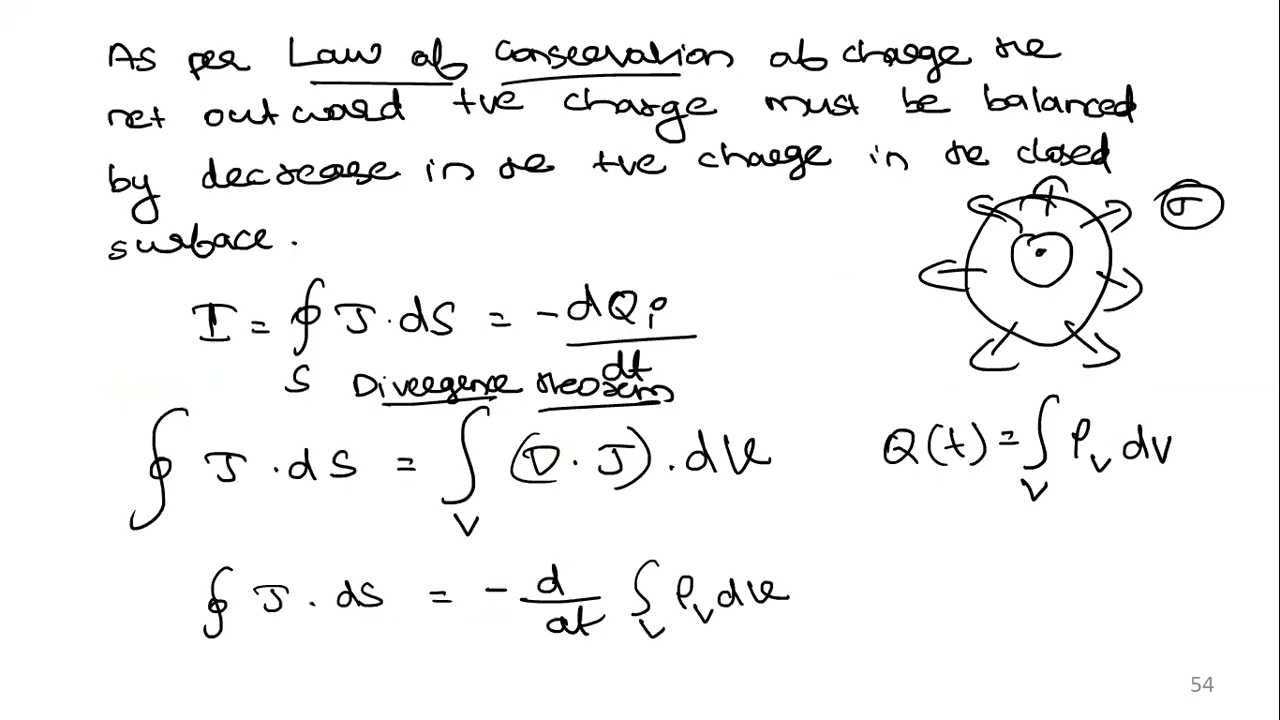 As per Law of conservation of charge the
net outward +ve charge must be balanced
by decrease in the +ve charge in the closed
surface.
σ
I = ∮ J . dS = - dQi
S dt
Divergence theorem
∮ J . dS = ∫ (∇ . J) . dv
V
Q(t) = ∫ ρv dv
V
∮ J . dS = - d ∫ ρv dv
dt V
54